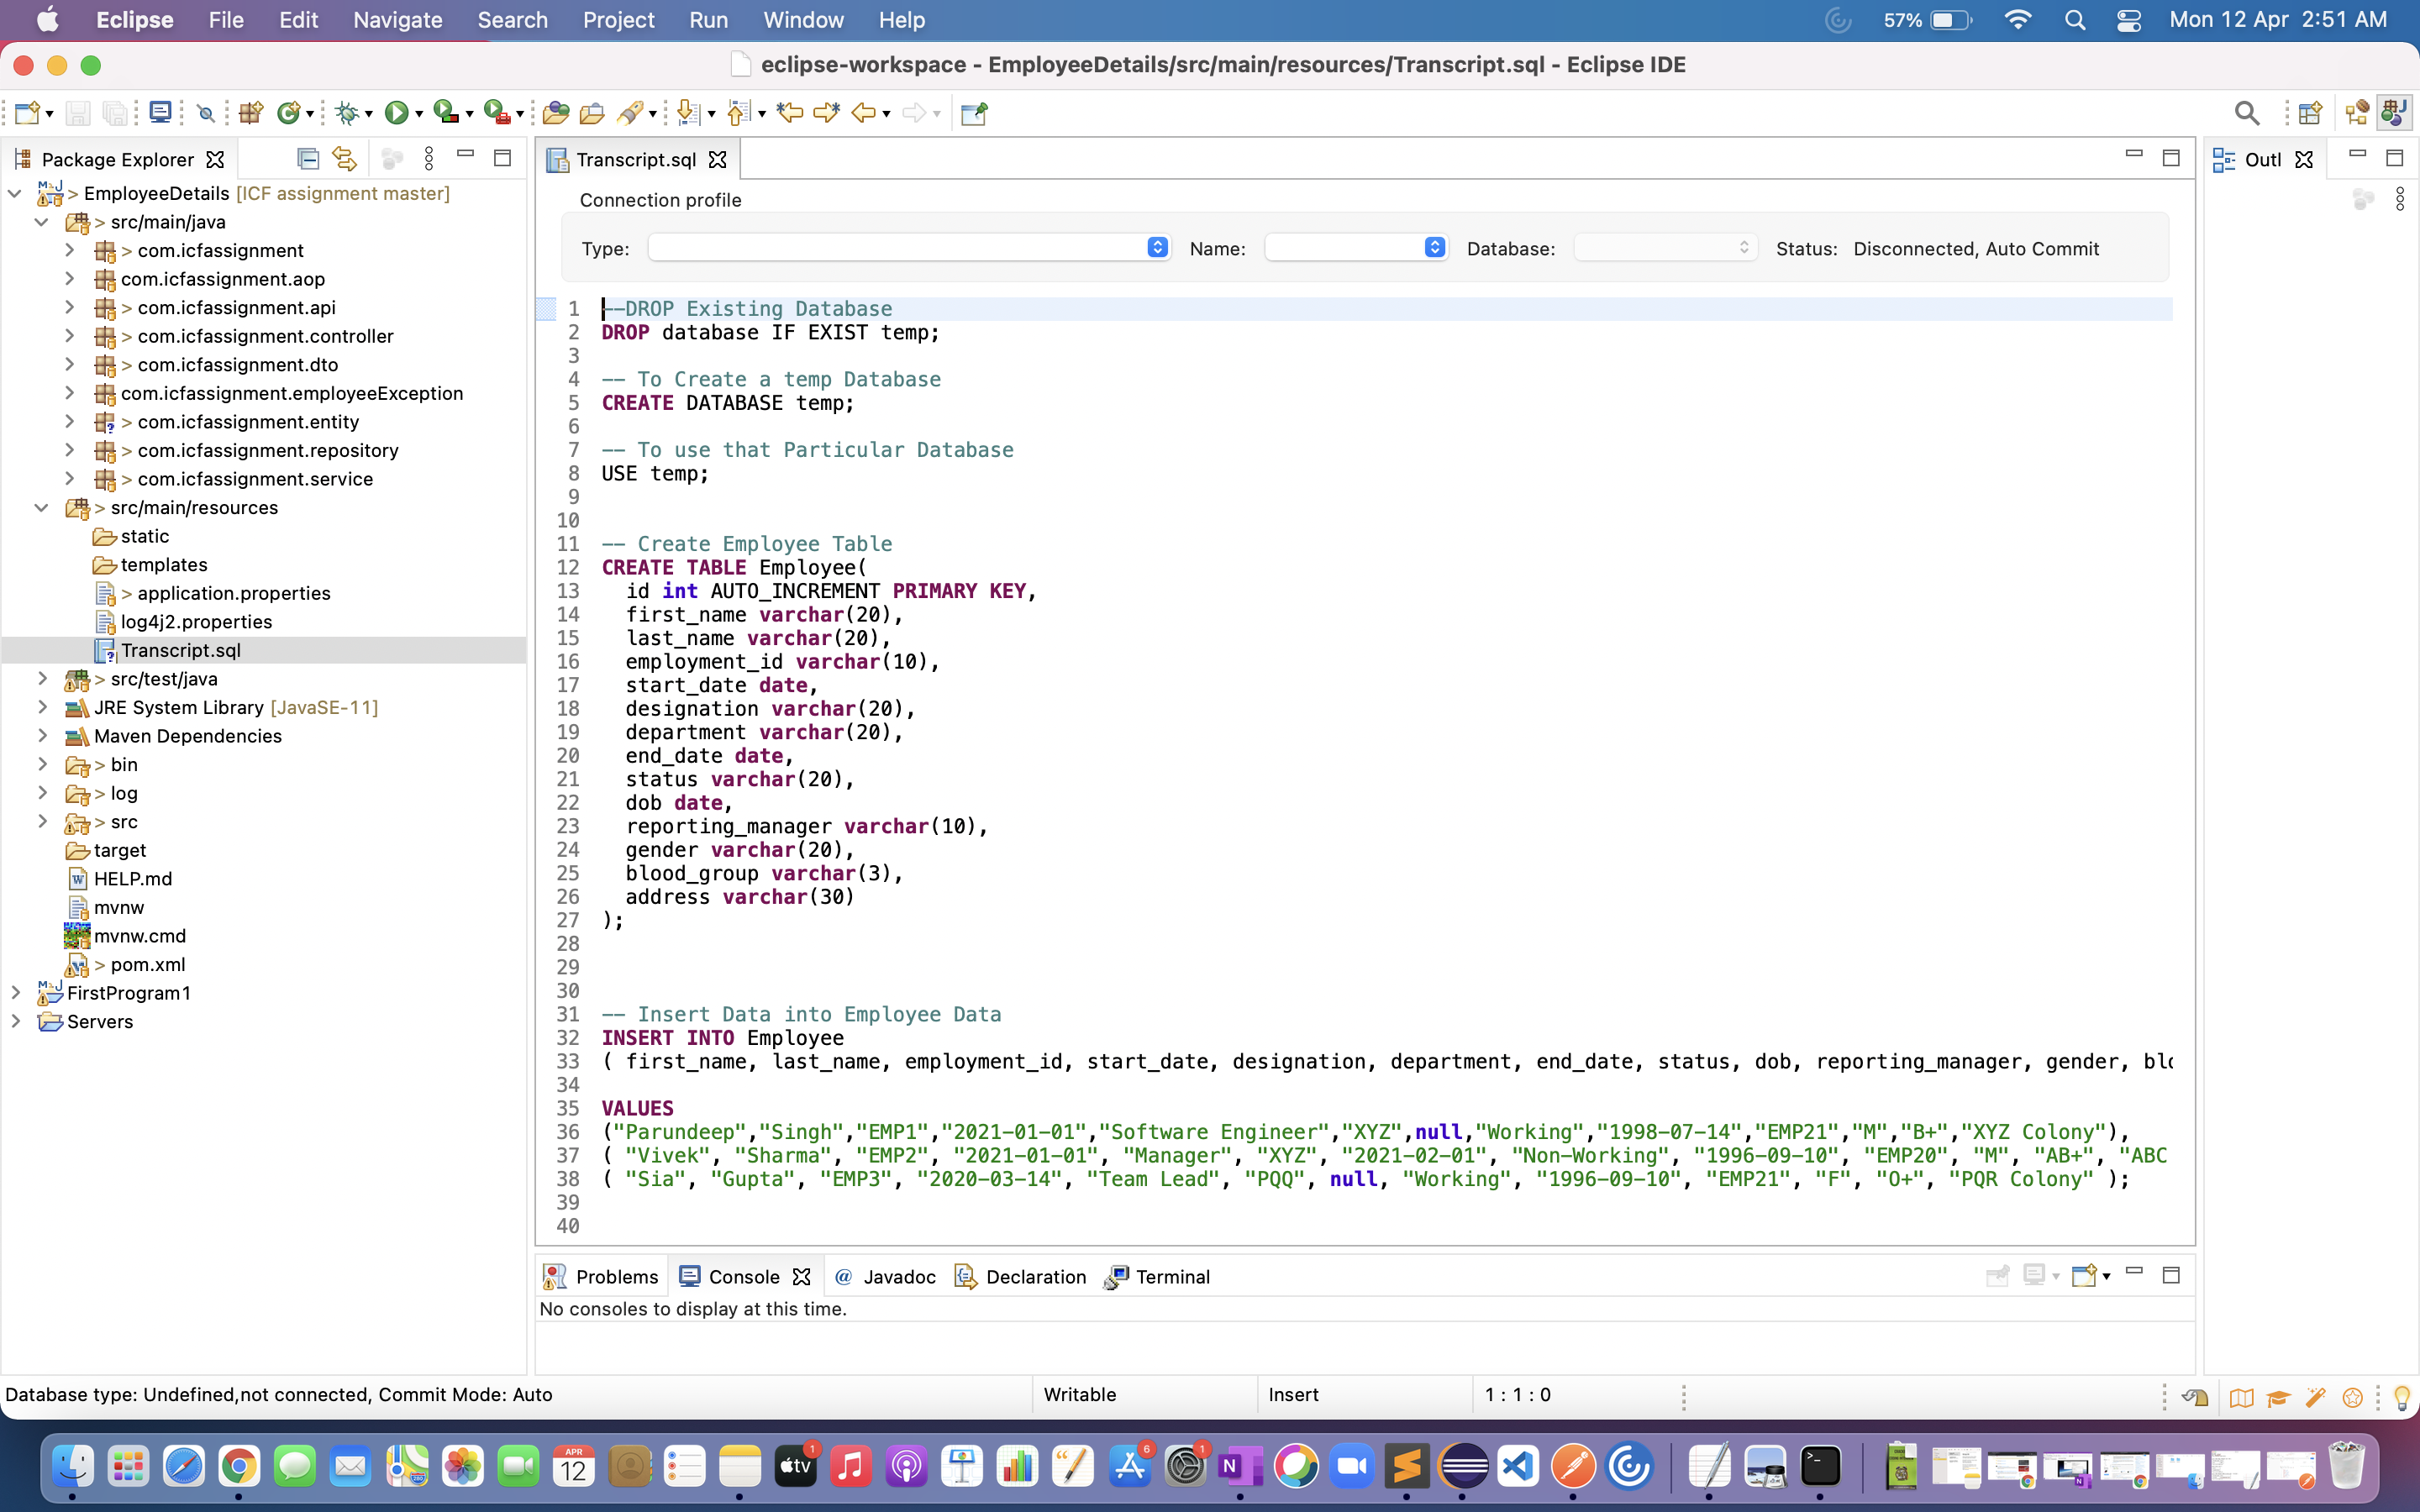 Eclipse File Edit Navigate Search Project Run Window Help 57% Mon 12 Apr 2:51 AM
eclipse-workspace - EmployeeDetails/src/main/resources/Transcript.sql - Eclipse IDE
Package Explorer
> EmployeeDetails [ICF assignment master]
> src/main/java
> com.icfassignment
com.icfassignment.aop
> com.icfassignment.api
> com.icfassignment.controller
> com.icfassignment.dto
com.icfassignment.employeeException
> com.icfassignment.entity
> com.icfassignment.repository
> com.icfassignment.service
> src/main/resources
static
templates
> application.properties
log4j2.properties
Transcript.sql
> src/test/java
JRE System Library [JavaSE-11]
Maven Dependencies
> bin
> log
> src
target
HELP.md
mvnw
mvnw.cmd
> pom.xml
FirstProgram1
Servers
Transcript.sql
Connection profile
Type: Name: Database: Status: Disconnected, Auto Commit
1 --DROP Existing Database
2 DROP database IF EXIST temp;
3
4 -- To Create a temp Database
5 CREATE DATABASE temp;
6
7 -- To use that Particular Database
8 USE temp;
9
10
11 -- Create Employee Table
12 CREATE TABLE Employee(
13 id int AUTO_INCREMENT PRIMARY KEY,
14 first_name varchar(20),
15 last_name varchar(20),
16 employment_id varchar(10),
17 start_date date,
18 designation varchar(20),
19 department varchar(20),
20 end_date date,
21 status varchar(20),
22 dob date,
23 reporting_manager varchar(10),
24 gender varchar(20),
25 blood_group varchar(3),
26 address varchar(30)
27 );
28
29
30
31 -- Insert Data into Employee Data
32 INSERT INTO Employee
33 ( first_name, last_name, employment_id, start_date, designation, department, end_date, status, dob, reporting_manager, gender, blo
34
35 VALUES
36 ("Parundeep","Singh","EMP1","2021-01-01","Software Engineer","XYZ",null,"Working","1998-07-14","EMP21","M","B+","XYZ Colony"),
37 ( "Vivek", "Sharma", "EMP2", "2021-01-01", "Manager", "XYZ", "2021-02-01", "Non-Working", "1996-09-10", "EMP20", "M", "AB+", "ABC
38 ( "Sia", "Gupta", "EMP3", "2020-03-14", "Team Lead", "PQQ", null, "Working", "1996-09-10", "EMP21", "F", "O+", "PQR Colony" );
39
40
Outl
Problems Console @ Javadoc Declaration Terminal
No consoles to display at this time.
Database type: Undefined,not connected, Commit Mode: Auto Writable Insert 1 : 1 : 0
APR
12
tv
1
6
1
N